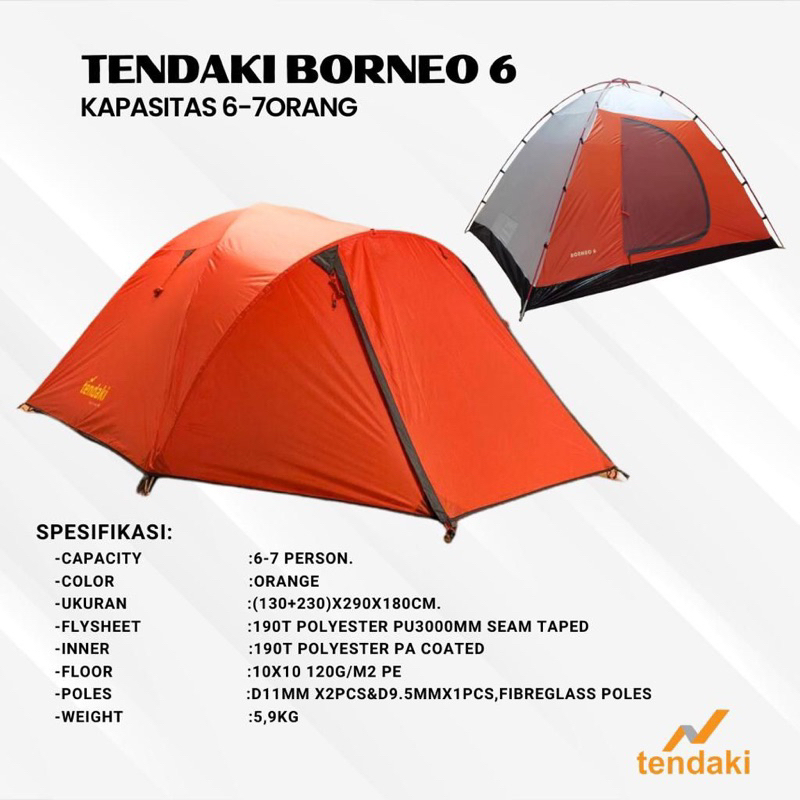 TENDAKI BORNEO 6
KAPASITAS 6-7ORANG
BORNEO 6
tendaki
SPESIFIKASI:
-CAPACITY :6-7 PERSON.
-COLOR :ORANGE
-UKURAN :(130+230)X290X180CM.
-FLYSHEET :190T POLYESTER PU3000MM SEAM TAPED
-INNER :190T POLYESTER PA COATED
-FLOOR :10X10 120G/M2 PE
-POLES :D11MM X2PCS&D9.5MMX1PCS,FIBREGLASS POLES
-WEIGHT :5,9KG
tendaki